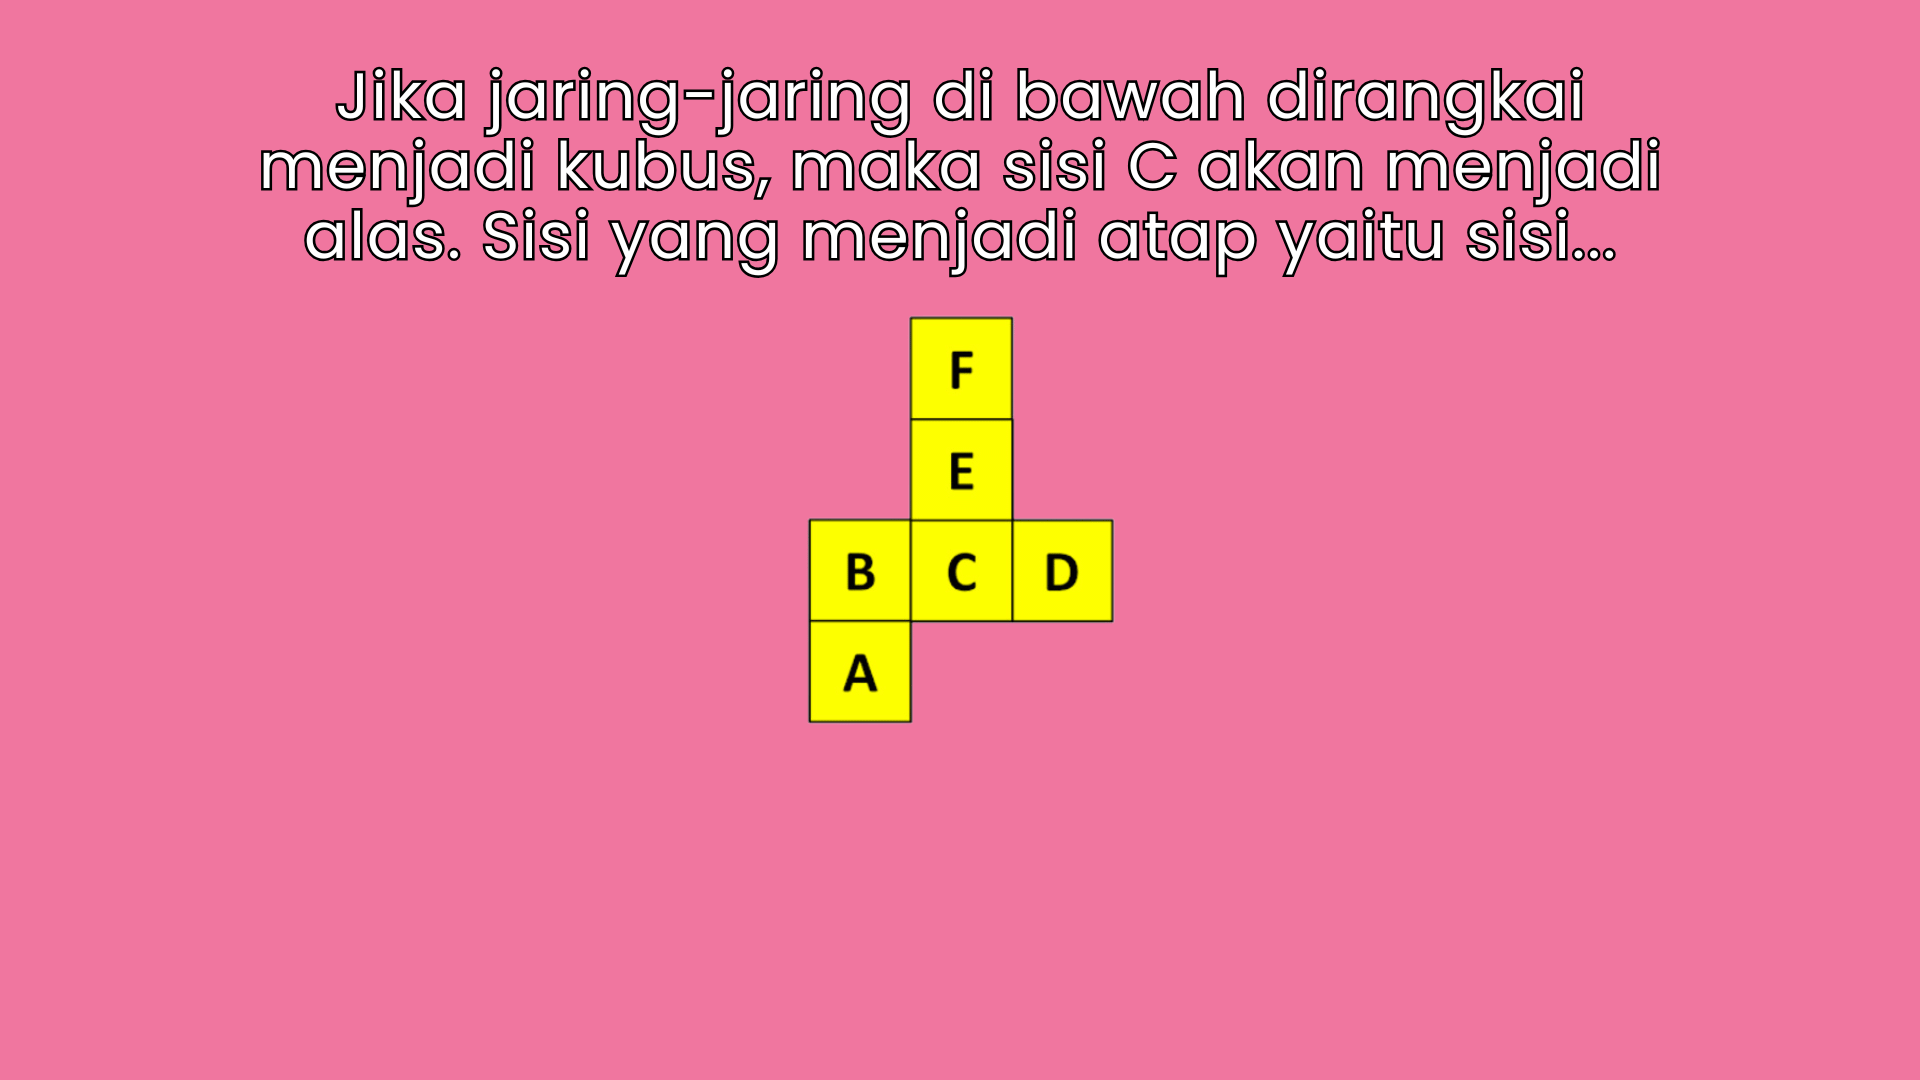 Jika jaring-jaring di bawah dirangkai
menjadi kubus, maka sisi C akan menjadi
alas. Sisi yang menjadi atap yaitu sisi...
F
E
B C D
A